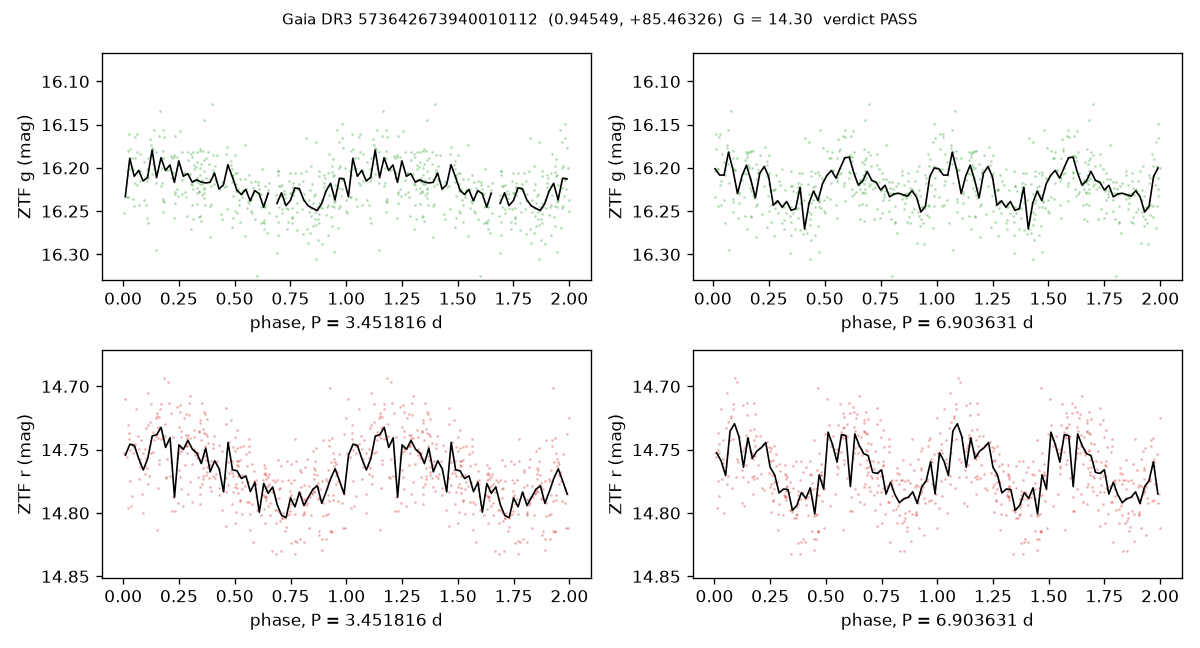 Gaia DR3 573642673940010112 (0.94549, +85.46326) G = 14.30 verdict PASS
ZTF g (mag)
16.10
16.15
16.20
16.25
16.30
0.00 0.25 0.50 0.75 1.00 1.25 1.50 1.75 2.00
phase, P = 3.451816 d
ZTF g (mag)
16.10
16.15
16.20
16.25
16.30
0.00 0.25 0.50 0.75 1.00 1.25 1.50 1.75 2.00
phase, P = 6.903631 d
ZTF r (mag)
14.70
14.75
14.80
14.85
0.00 0.25 0.50 0.75 1.00 1.25 1.50 1.75 2.00
phase, P = 3.451816 d
ZTF r (mag)
14.70
14.75
14.80
14.85
0.00 0.25 0.50 0.75 1.00 1.25 1.50 1.75 2.00
phase, P = 6.903631 d